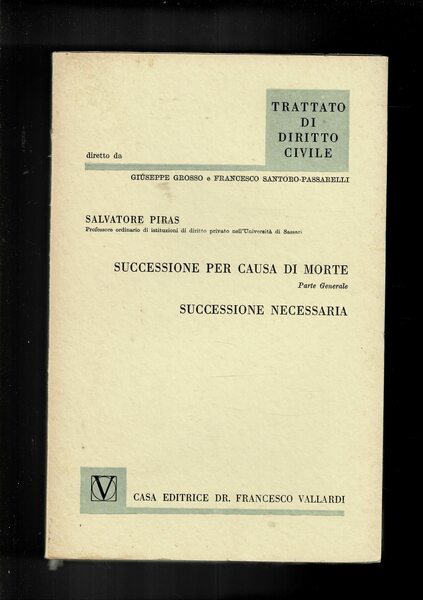 TRATTATO
DI
DIRITTO
CIVILE
diretto da
GIUSEPPE GROSSO e FRANCESCO SANTORO-PASSARELLI
SALVATORE PIRAS
Professore ordinario di istituzioni di diritto privato nell'Università di Sassari
SUCCESSIONE PER CAUSA DI MORTE
Parte Generale
SUCCESSIONE NECESSARIA
V
CASA EDITRICE DR. FRANCESCO VALLARDI